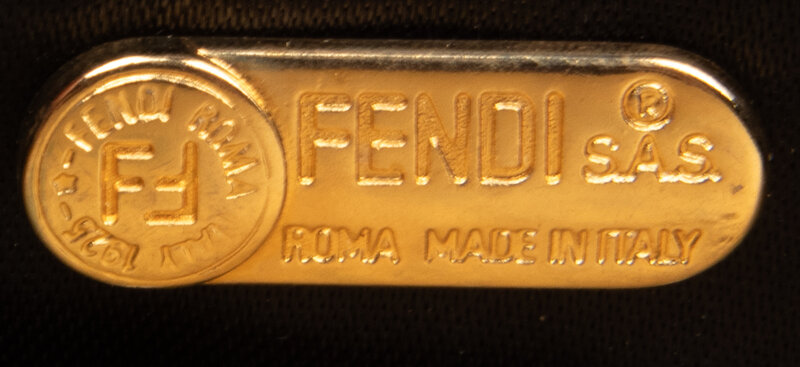 FENDI ROMA
FF
ITALY
1925
FENDI ® S.A.S.
ROMA MADE IN ITALY